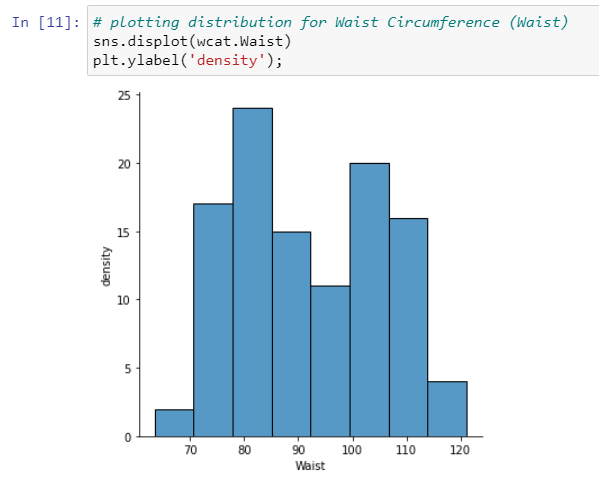 In [11]: # plotting distribution for Waist Circumference (Waist)
sns.displot(wcat.Waist)
plt.ylabel('density');
25
20
15
10
5
0
density
70 80 90 100 110 120
Waist